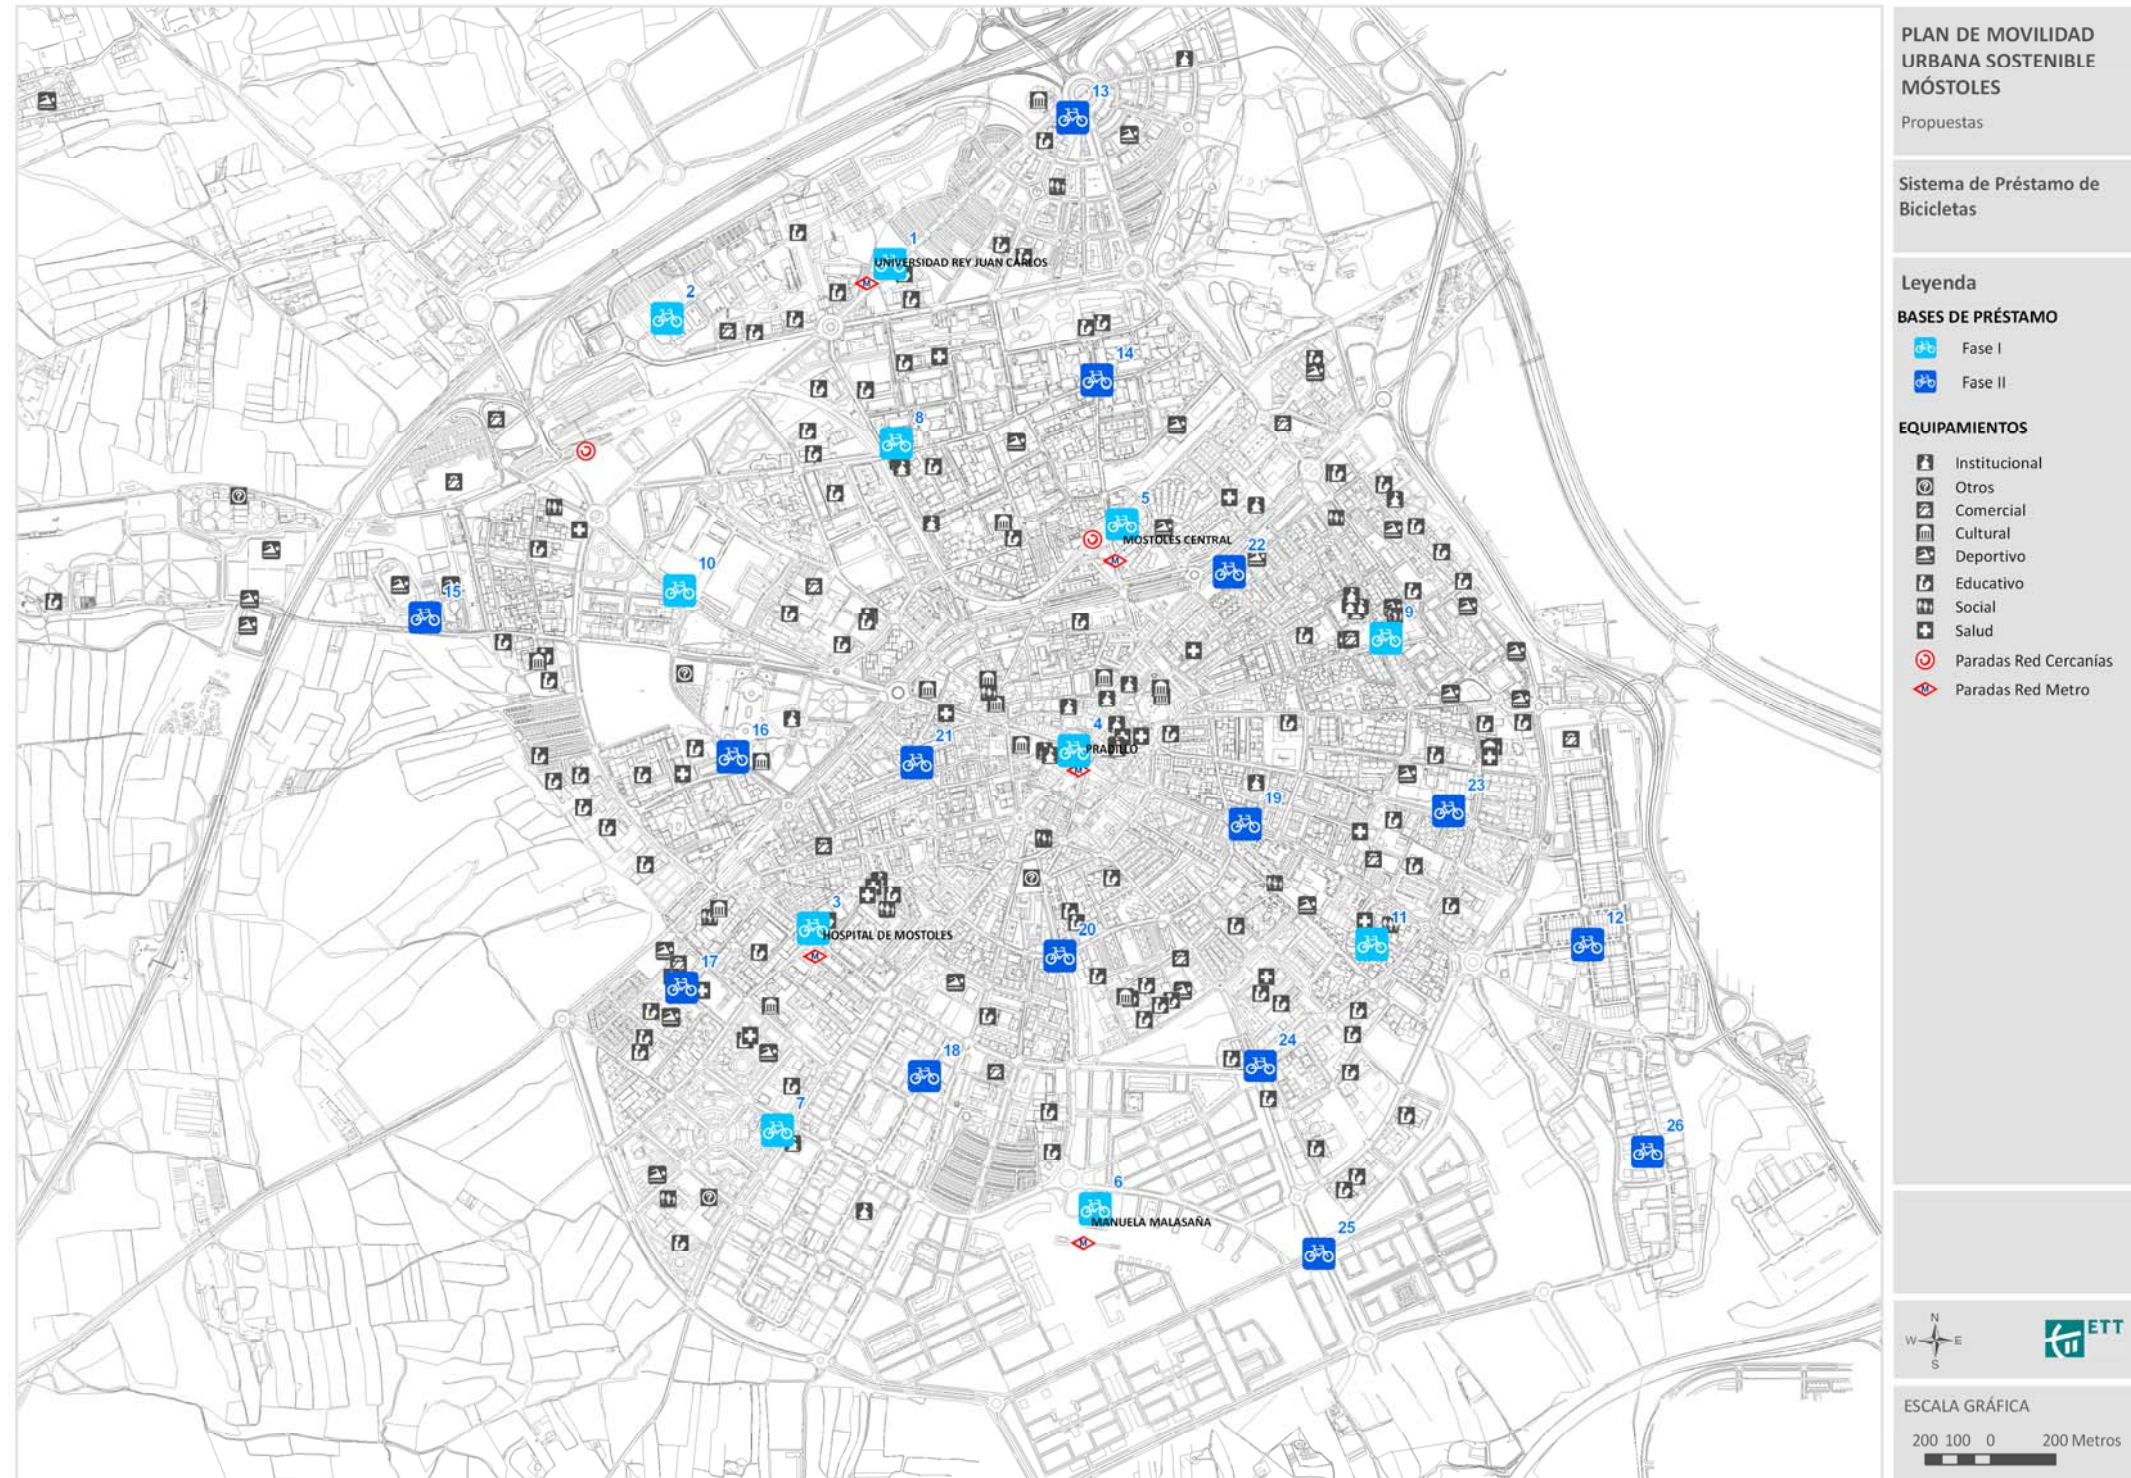 PLAN DE MOVILIDAD
URBANA SOSTENIBLE
MÓSTOLES
Propuestas
Sistema de Préstamo de
Bicicletas
Leyenda
BASES DE PRÉSTAMO
Fase I
Fase II
EQUIPAMIENTOS
Institucional
Otros
Comercial
Cultural
Deportivo
Educativo
Social
Salud
Paradas Red Cercanías
M Paradas Red Metro
N
W E
S
ETT
ESCALA GRÁFICA
200 100 0 200 Metros
13
1
UNIVERSIDAD REY JUAN CARLOS
M
2
14
8
5
MOSTOLES CENTRAL
M
22
10
15
9
16
21
4
PRADILLO
M
19
23
3
HOSPITAL DE MOSTOLES
M
20
11
12
17
18
24
7
26
6
MANUELA MALASAÑA
M
25